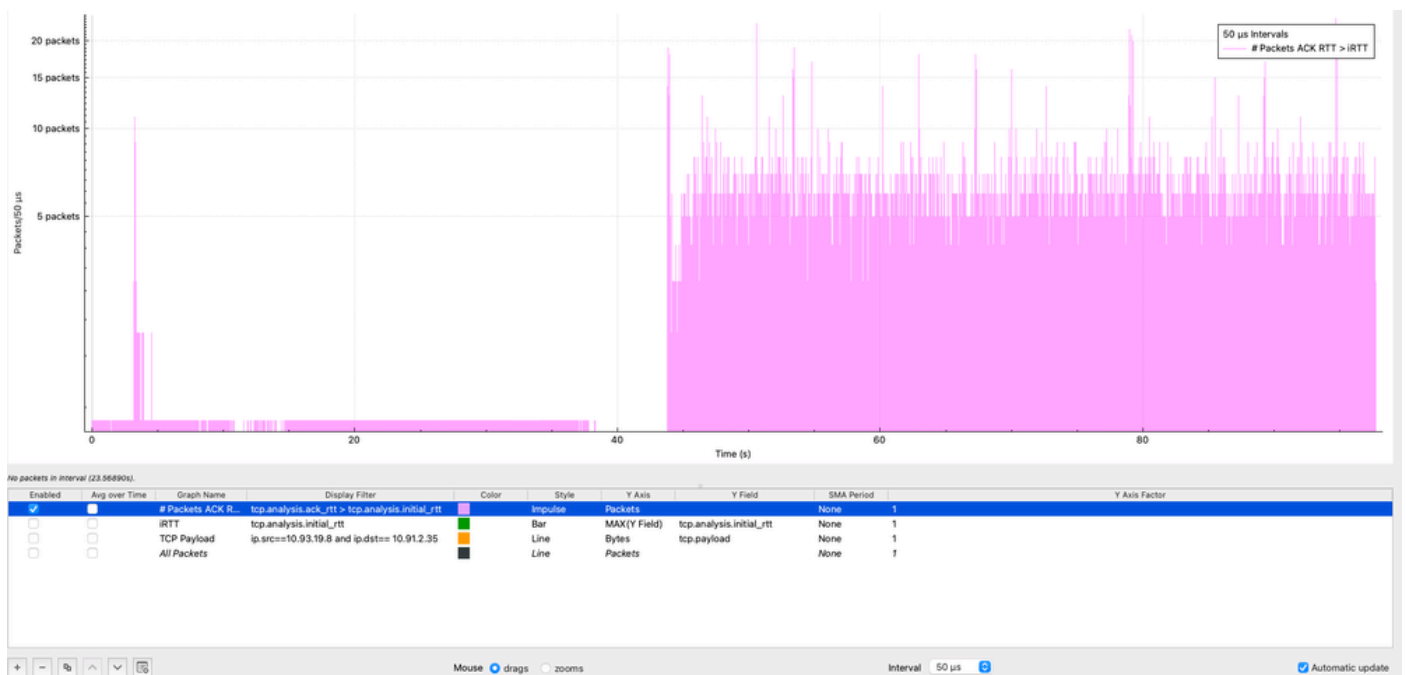 20 packets
15 packets
10 packets
5 packets
Packets/50 µs
50 µs Intervals
# Packets ACK RTT > iRTT
0 20 40 60 80
Time (s)
No packets in interval (23.56890s).
Enabled Avg over Time Graph Name Display Filter Color Style Y Axis Y Field SMA Period Y Axis Factor
# Packets ACK R... tcp.analysis.ack_rtt > tcp.analysis.initial_rtt Impulse Packets None 1
iRTT tcp.analysis.initial_rtt Bar MAX(Y Field) tcp.analysis.initial_rtt None 1
TCP Payload ip.src==10.93.19.8 and ip.dst== 10.91.2.35 Line Bytes tcp.payload None 1
All Packets Line Packets None 1
Mouse drags zooms Interval 50 µs Automatic update